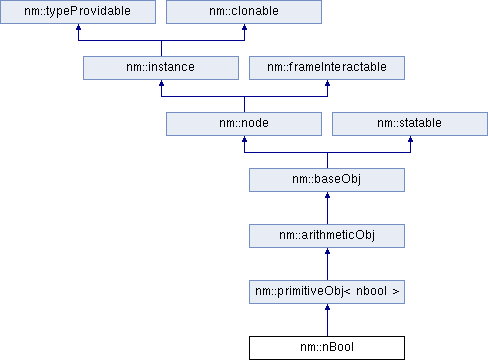 nm::typeProvidable nm::clonable
nm::instance nm::frameInteractable
nm::node nm::statable
nm::baseObj
nm::arithmeticObj
nm::primitiveObj< nbool >
nm::nBool